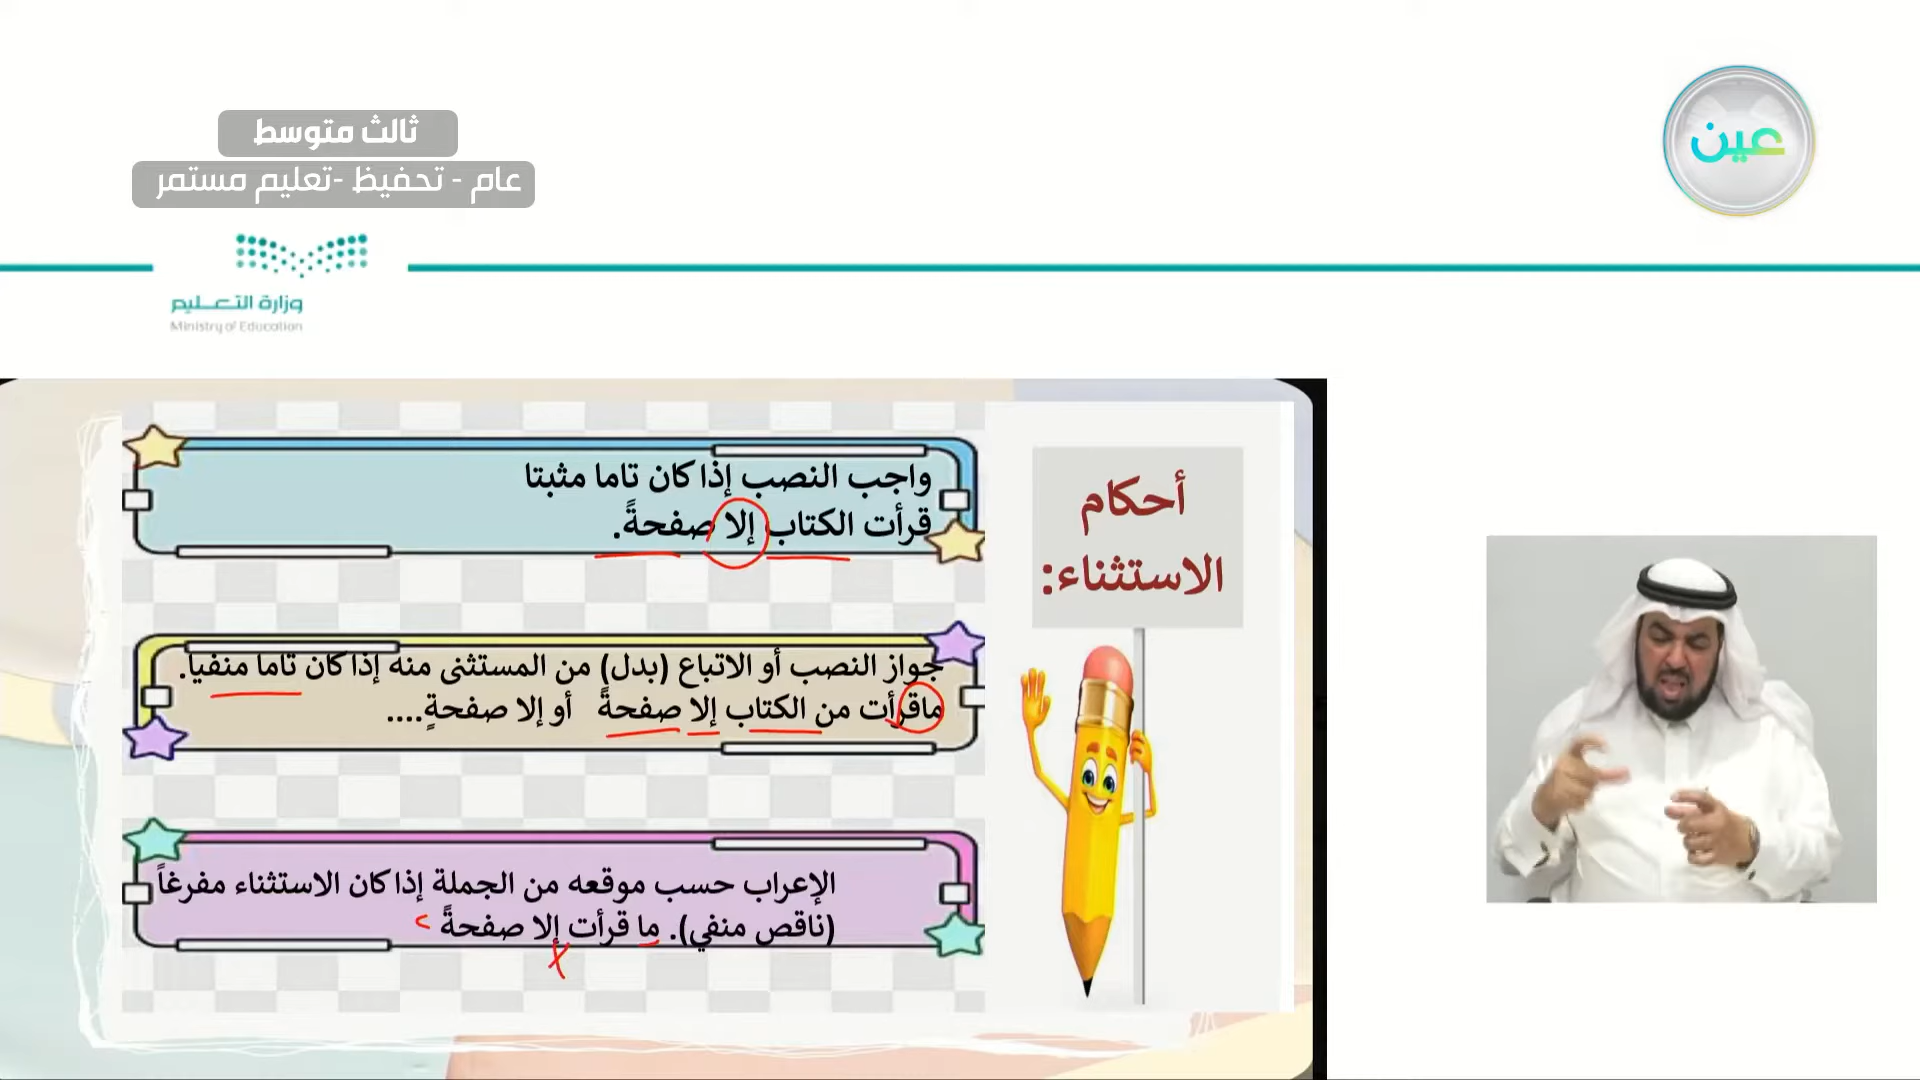 ثالث متوسط
عام - تحفيظ -تعليم مستمر
عين
وزارة التعليم
Ministry of Education
أحكام
الاستثناء:
واجب النصب إذا كان تاما مثبتا
قرأت الكتاب إلا صفحةً.
جواز النصب أو الاتباع (بدل) من المستثنى منه إذا كان تاما منفيا.
ماقرأت من الكتاب إلا صفحةً أو إلا صفحةٍ....
الإعراب حسب موقعه من الجملة إذا كان الاستثناء مفرغاً
(ناقص منفي). ما قرأت إلا صفحةً